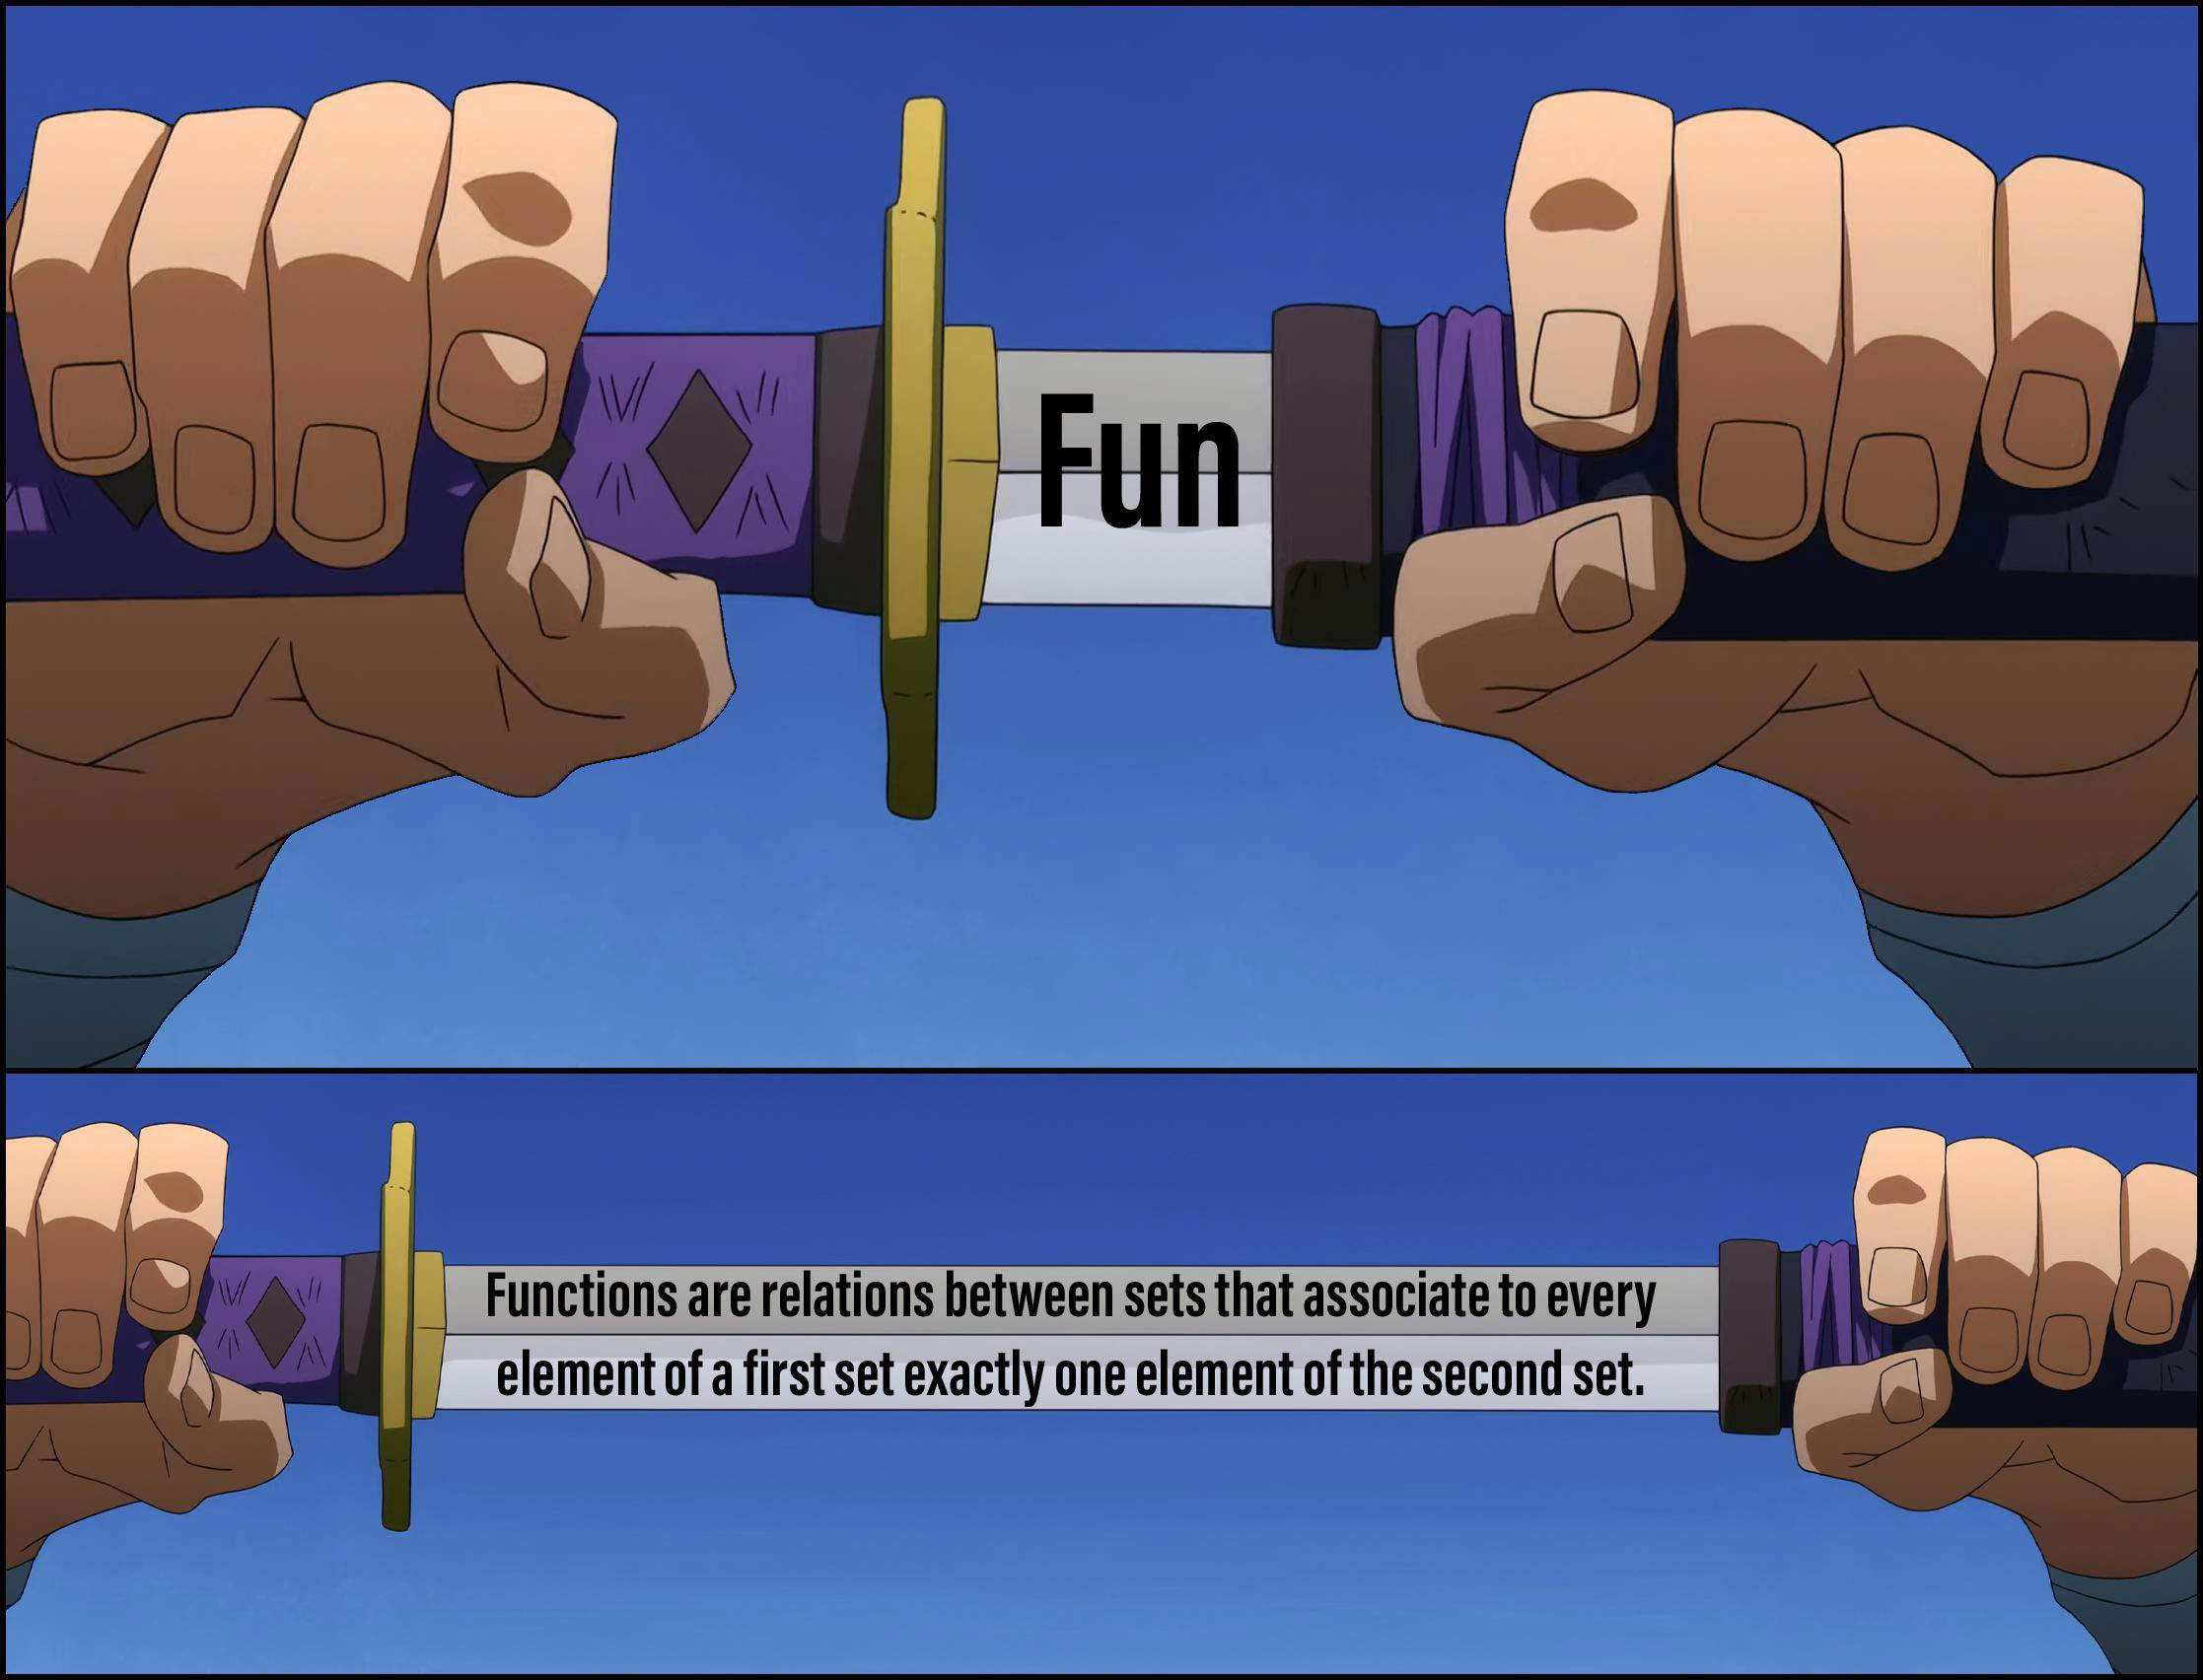 Fun
Functions are relations between sets that associate to every
element of a first set exactly one element of the second set.